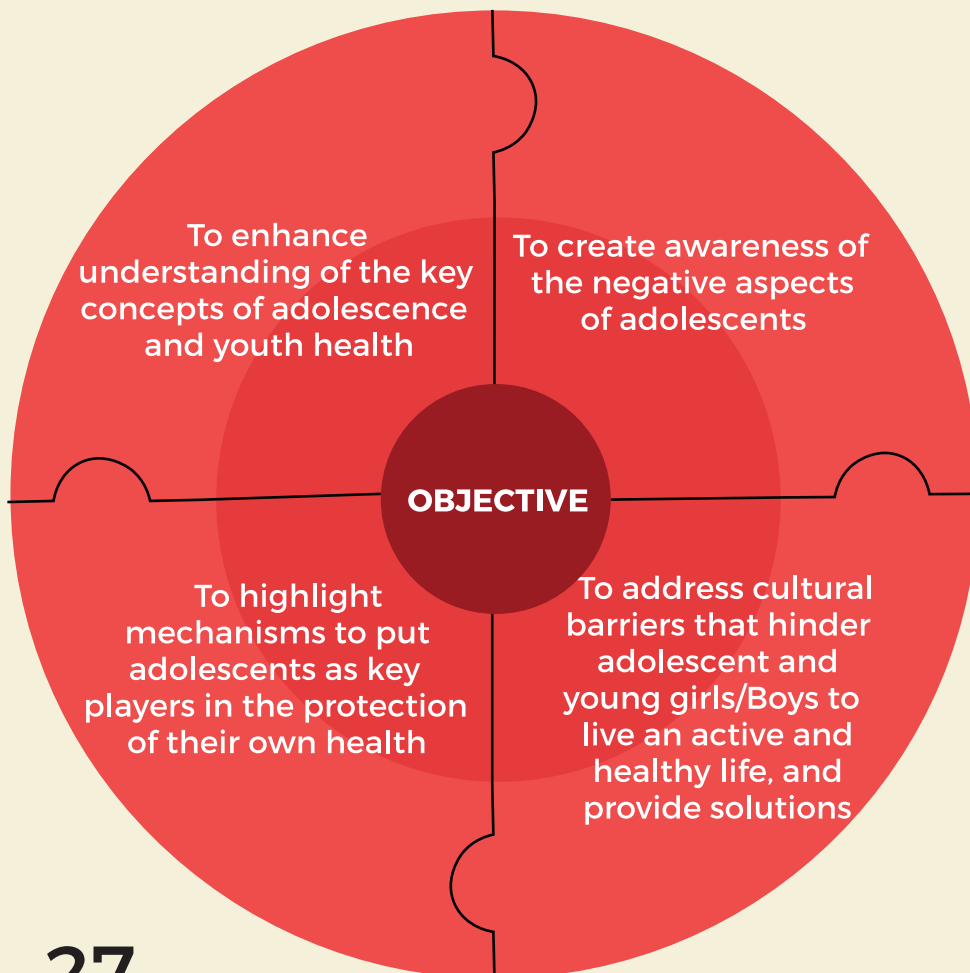 To enhance
understanding of the key
concepts of adolescence
and youth health
To create awareness of
the negative aspects
of adolescents
OBJECTIVE
To highlight
mechanisms to put
adolescents as key
players in the protection
of their own health
To address cultural
barriers that hinder
adolescent and
young girls/Boys to
live an active and
healthy life, and
provide solutions
27